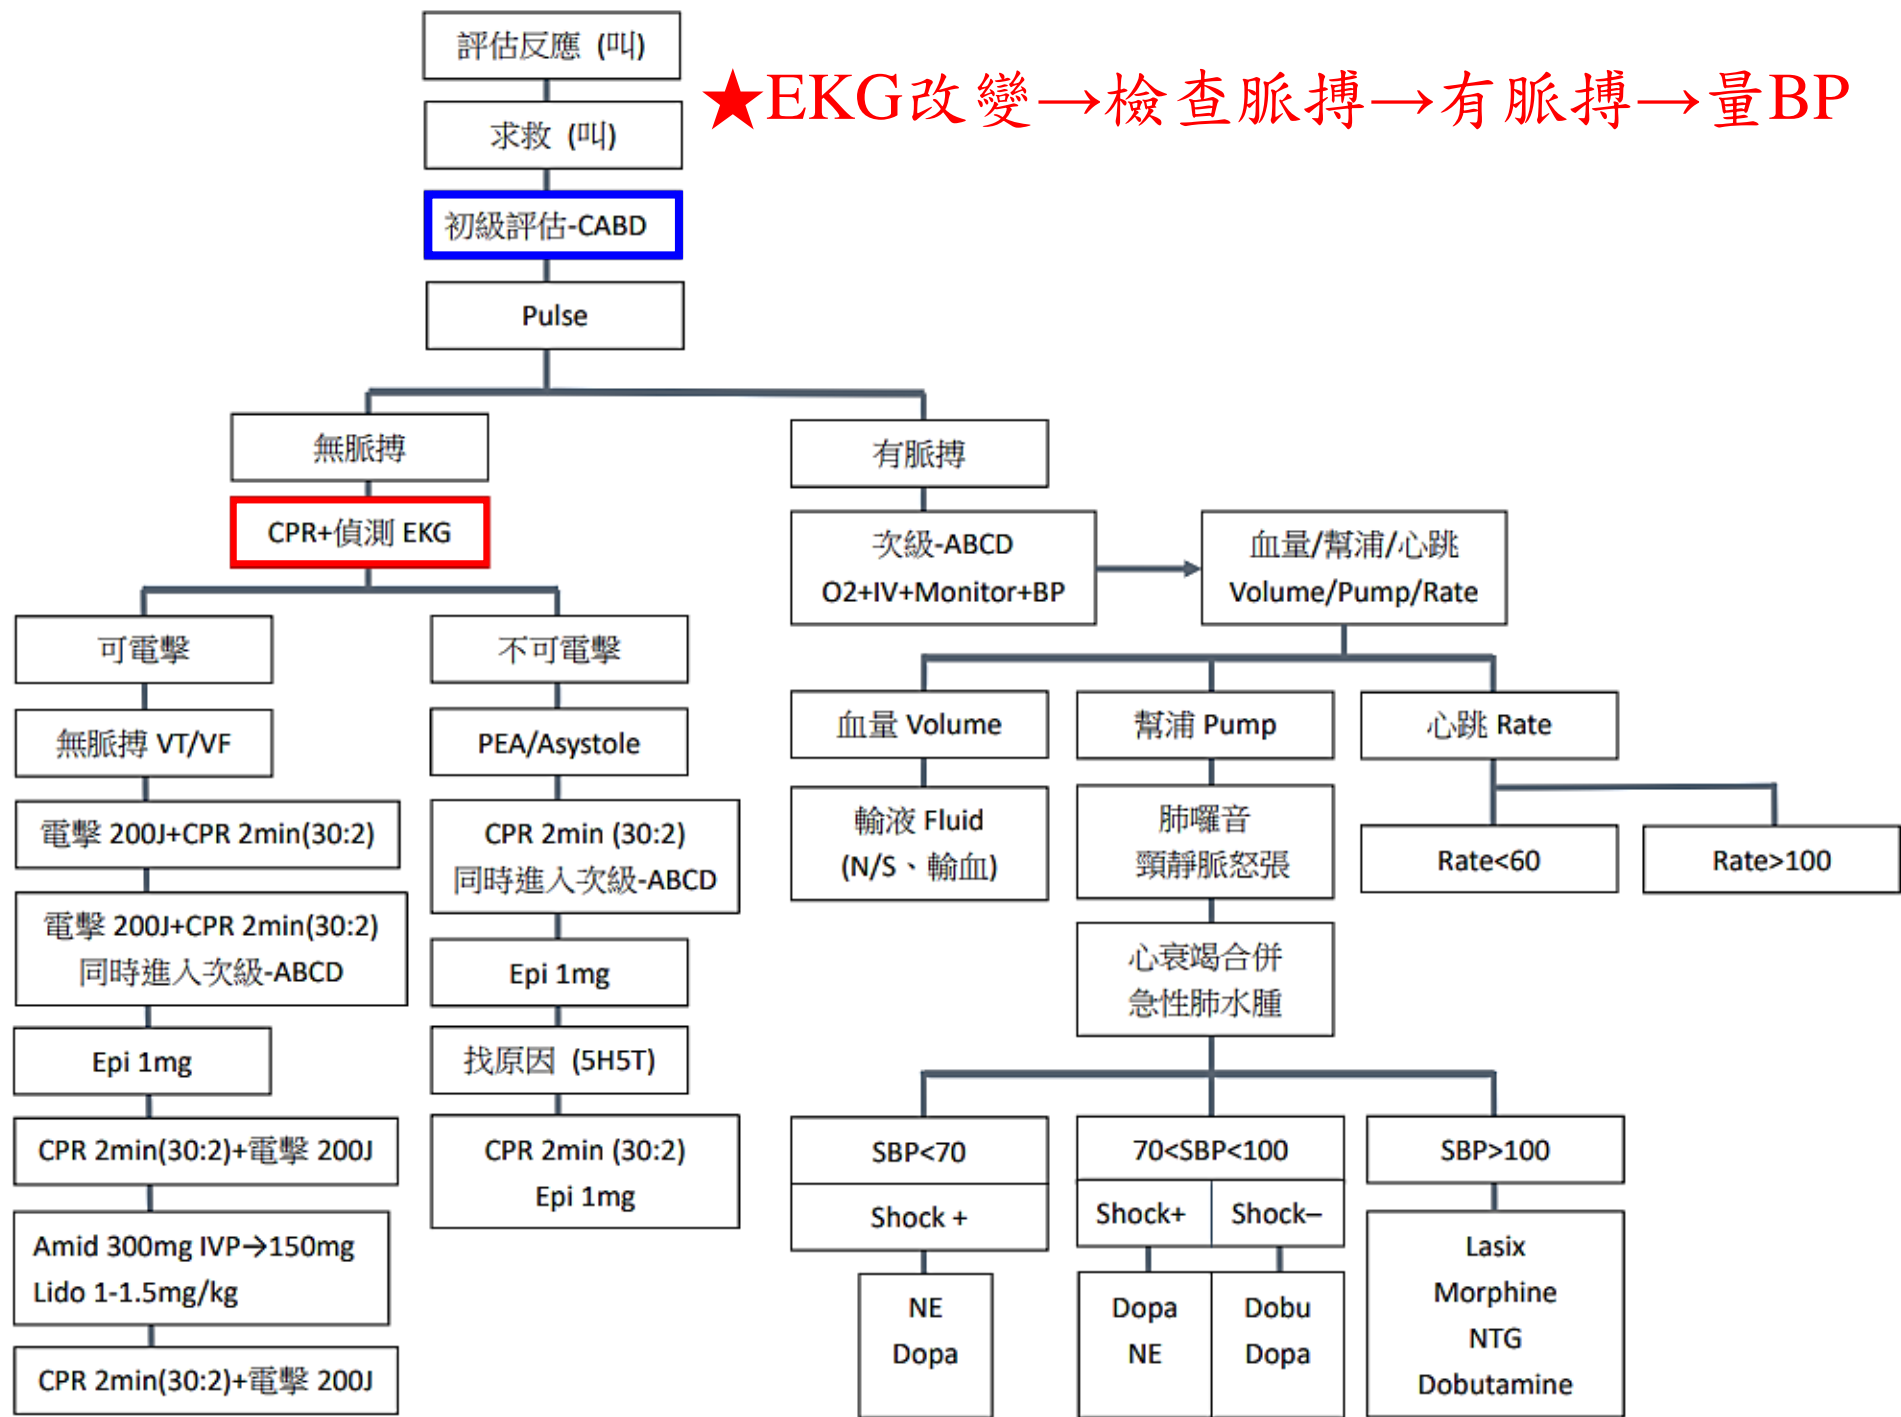 評估反應 (叫)
★EKG改變→檢查脈搏→有脈搏→量BP
求救 (叫)
初級評估-CABD
Pulse
無脈搏
CPR+偵測 EKG
可電擊
無脈搏 VT/VF
電擊 200J+CPR 2min(30:2)
電擊 200J+CPR 2min(30:2)
同時進入次級-ABCD
Epi 1mg
CPR 2min(30:2)+電擊 200J
Amid 300mg IVP→150mg
Lido 1-1.5mg/kg
CPR 2min(30:2)+電擊 200J
不可電擊
PEA/Asystole
CPR 2min (30:2)
同時進入次級-ABCD
Epi 1mg
找原因 (5H5T)
CPR 2min (30:2)
Epi 1mg
有脈搏
次級-ABCD
O2+IV+Monitor+BP
血量/幫浦/心跳
Volume/Pump/Rate
血量 Volume
輸液 Fluid
(N/S、輸血)
幫浦 Pump
肺囉音
頸靜脈怒張
心衰竭合併
急性肺水腫
SBP<70
Shock +
NE
Dopa
70<SBP<100
Shock+
Dopa
NE
Shock–
Dobu
Dopa
SBP>100
Lasix
Morphine
NTG
Dobutamine
心跳 Rate
Rate<60
Rate>100